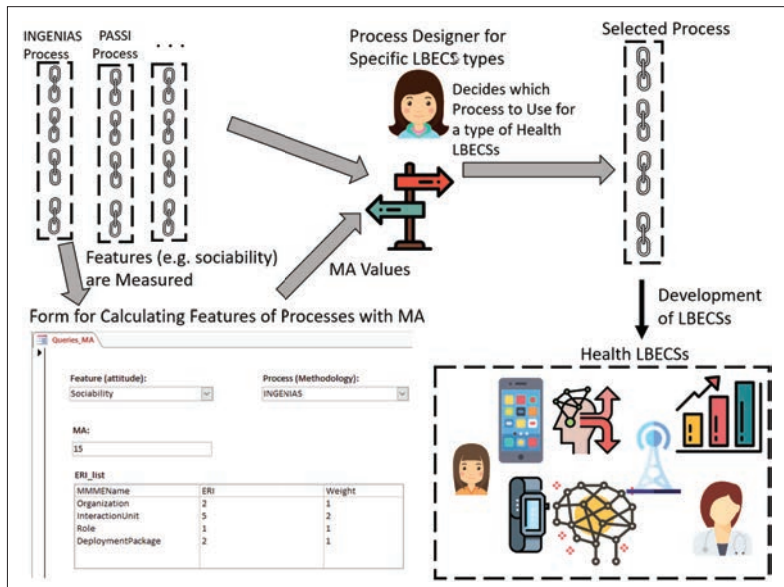 INGENIAS
Process
PASSI
Process
. . .
Process Designer for
Specific LBECS types
Selected Process
Decides which
Process to Use for
a type of Health
LBECSs
Features (e.g. sociability)
are Measured
MA Values
Form for Calculating Features of Processes with MA
Development
of LBECSs
Health LBECSs
Queries_MA
Feature (attitude):
Process (Methodology):
Sociability
INGENIAS
MA:
15
ERI_list
MMMEName ERI Weight
Organization 2 1
InteractionUnit 5 2
Role 1 1
DeploymentPackage 2 1